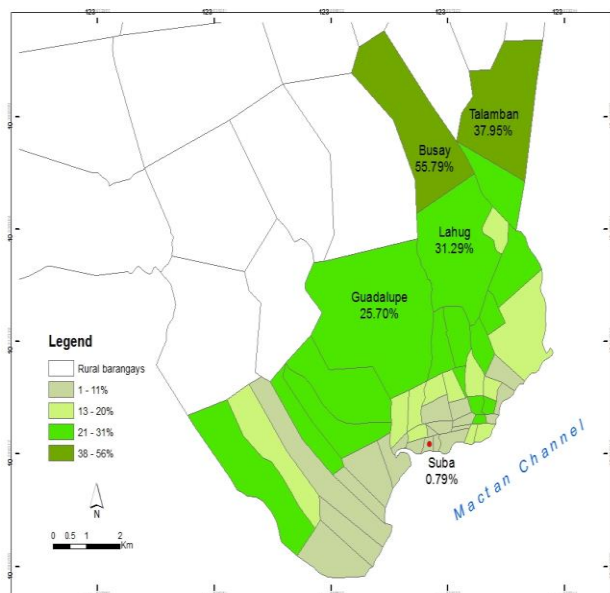 Talamban
37.95%
Busay
55.79%
Lahug
31.29%
Guadalupe
25.70%
Legend
Rural barangays
1 - 11%
13 - 20%
21 - 31%
38 - 56%
Suba
0.79%
Mactan Channel
N
0 0.5 1 2
Km